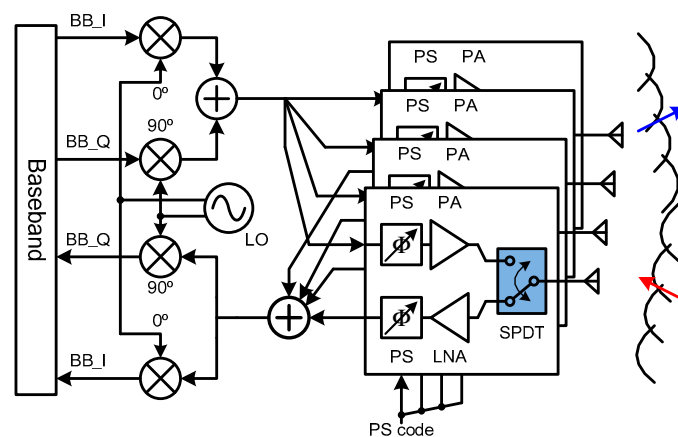 BB_I
0º
90º
BB_Q
Baseband
LO
BB_Q
90º
0º
BB_I
PS PA
PS PA
PS PA
PS PA
Φ
Φ
SPDT
PS LNA
PS code